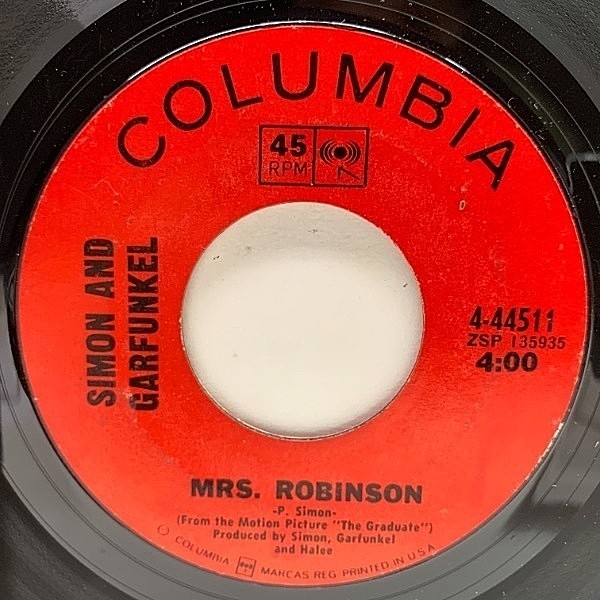 COLUMBIA
45
RPM
SIMON AND
GARFUNKEL
4-44511
ZSP 135935
4:00
MRS. ROBINSON
-P. Simon-
(From the Motion Picture "The Graduate")
Produced by Simon, Garfunkel
and Halee
COLUMBIA MARCAS REG. PRINTED IN U S A